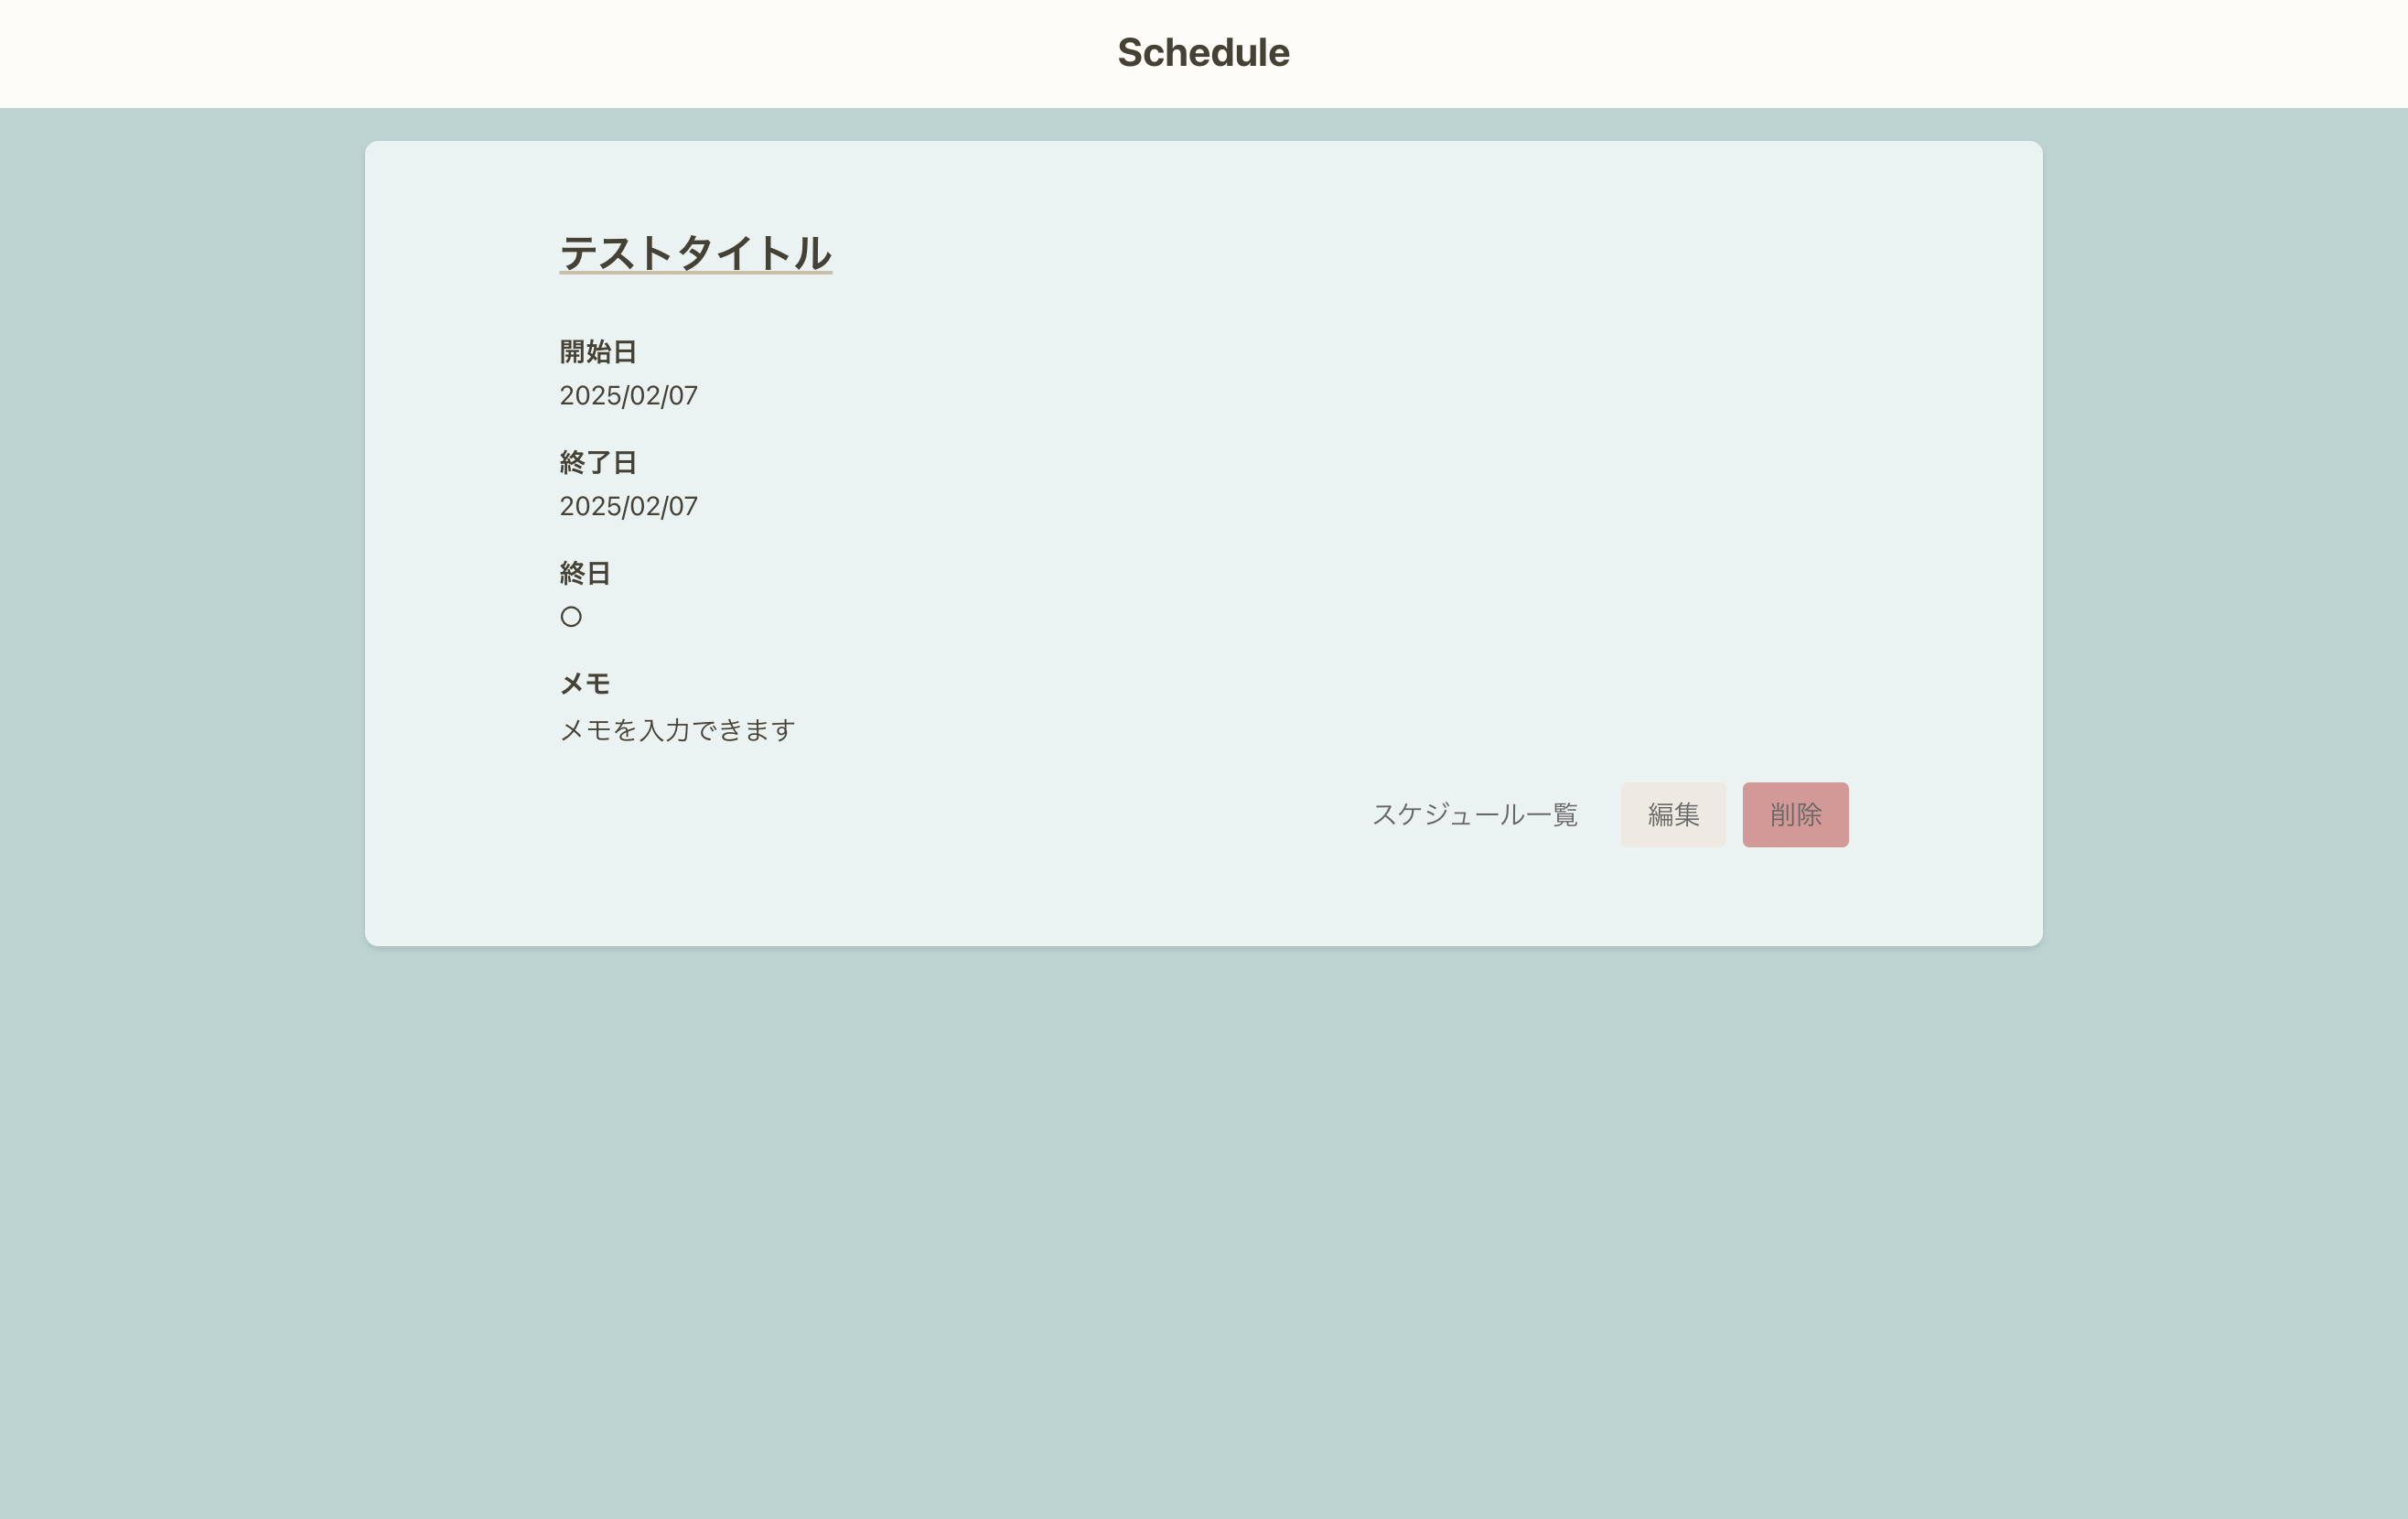 Schedule
テストタイトル
開始日
2025/02/07
終了日
2025/02/07
終日
○
メモ
メモを入力できます
スケジュール一覧 編集 削除